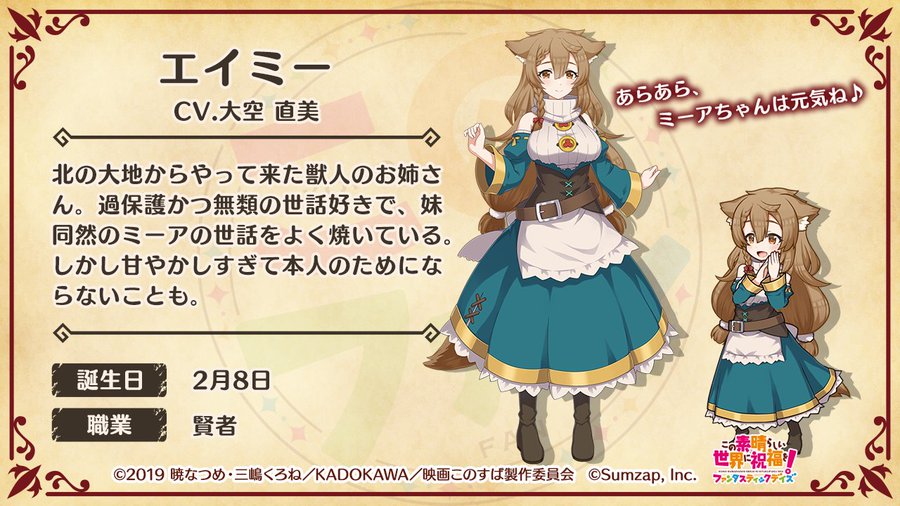 エイミー
CV.大空 直美
北の大地からやって来た獣人のお姉さ
ん。過保護かつ無類の世話好きで、妹
同然のミーアの世話をよく焼いている。
しかし甘やかしすぎて本人のためにな
らないことも。
誕生日 2月8日
職業 賢者
あらあら、
ミーアちゃんは元気ね♪
この素晴らしい
世界に祝福を!
ファンタスティックデイズ
©2019 暁なつめ・三嶋くろね／KADOKAWA／映画このすば製作委員会 ©Sumzap, Inc.